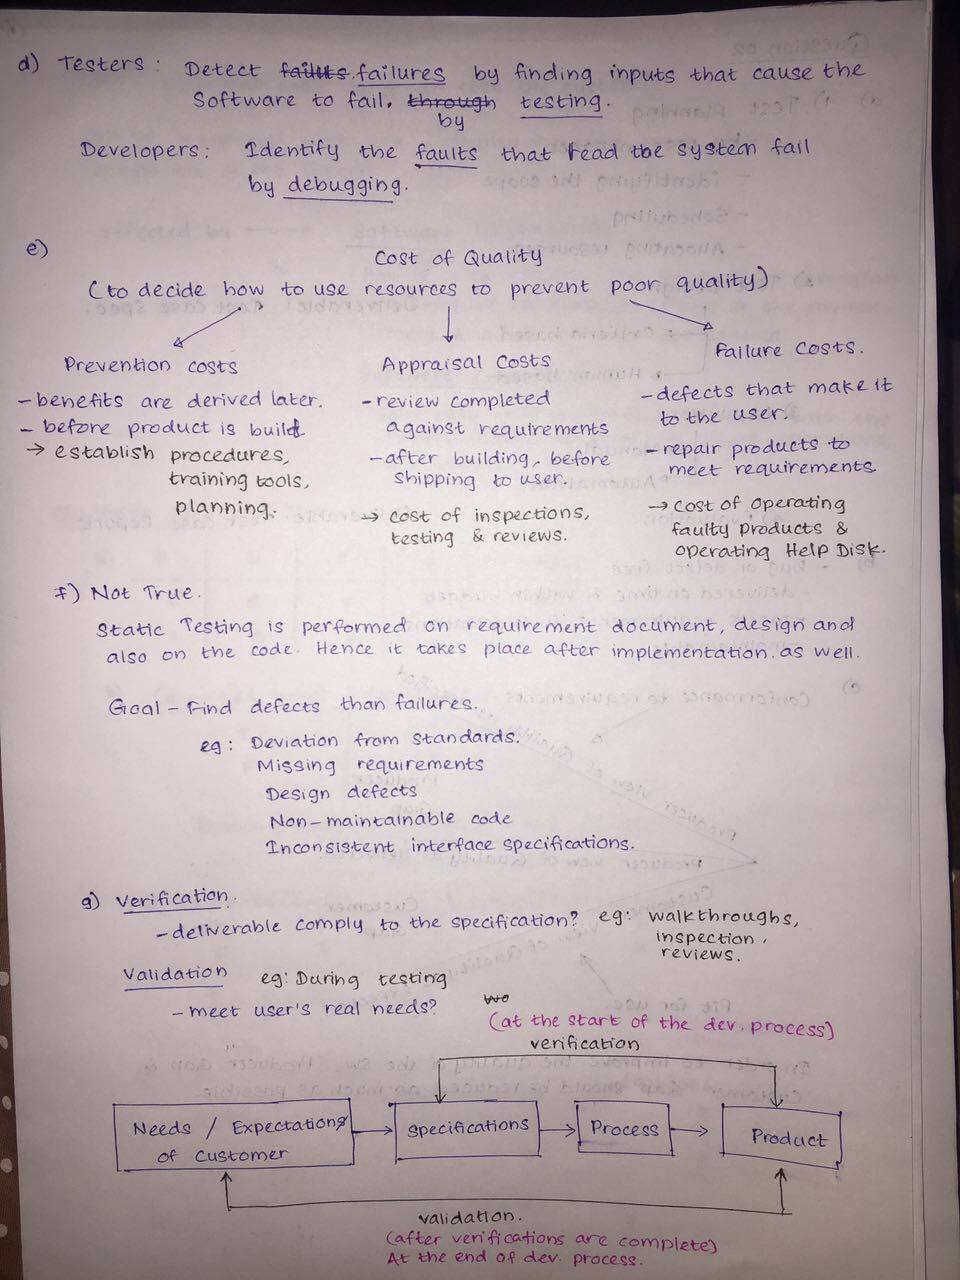 d) Testers : Detect failuts. failures by finding inputs that cause the
Software to fail, through testing.
by
Developers : Identify the faults that read the system fail
by debugging.
e)
Cost of Quality
(to decide how to use resources to prevent poor quality)
Prevention costs
- benefits are derived later.
- before product is build
→ establish procedures,
training tools,
planning.
Appraisal Costs
- review completed
against requirements
- after building, before
shipping to user.
→ cost of inspections,
testing & reviews.
Failure Costs.
- defects that make it
to the user.
- repair products to
meet requirements
→ Cost of Operating
faulty products &
operating Help Disk.
f) Not True.
Static Testing is performed on requirement document, design and
also on the code. Hence it takes place after implementation. as well.
Goal - Find defects than failures.
eg : Deviation from standards.
Missing requirements
Design defects
Non-maintainable code
Inconsistent interface specifications.
g) Verification.
- deliverable comply to the specification? eg: walkthroughs,
inspection,
reviews.
Validation eg: During testing
- meet user's real needs?
(at the start of the dev. process)
verification
Needs / Expectations
of Customer
Specifications
Process
Product
validation.
(after verifications are complete)
At the end of dev. process.